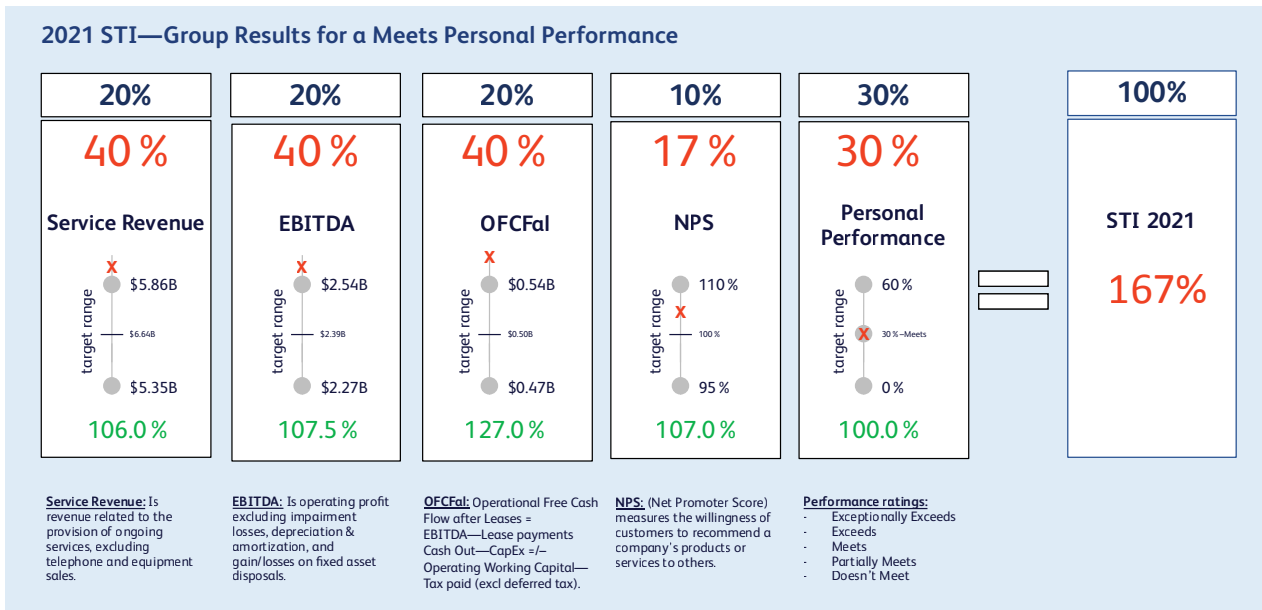 2021 STI—Group Results for a Meets Personal Performance
20%
20%
20%
10%
30%
100%
40 %
40 %
40 %
17 %
30 %
Service Revenue
EBITDA
OFCFal
NPS
Personal
Performance
STI 2021
167%
X
target range
$5.86B
$6.64B
$5.35B
106.0 %
X
target range
$2.54B
$2.39B
$2.27B
107.5 %
X
target range
$0.54B
$0.50B
$0.47B
127.0 %
X
target range
110 %
100 %
95 %
107.0 %
X
target range
60 %
30 %–Meets
0 %
100.0 %
Service Revenue: Is
revenue related to the
provision of ongoing
services, excluding
telephone and equipment
sales.
EBITDA: Is operating profit
excluding impairment
losses, depreciation &
amortization, and
gain/losses on fixed asset
disposals.
OFCFal: Operational Free Cash
Flow after Leases =
EBITDA—Lease payments
Cash Out—CapEx =/–
Operating Working Capital—
Tax paid (excl deferred tax).
NPS: (Net Promoter Score)
measures the willingness of
customers to recommend a
company's products or
services to others.
Performance ratings:
- Exceptionally Exceeds
- Exceeds
- Meets
- Partially Meets
- Doesn't Meet